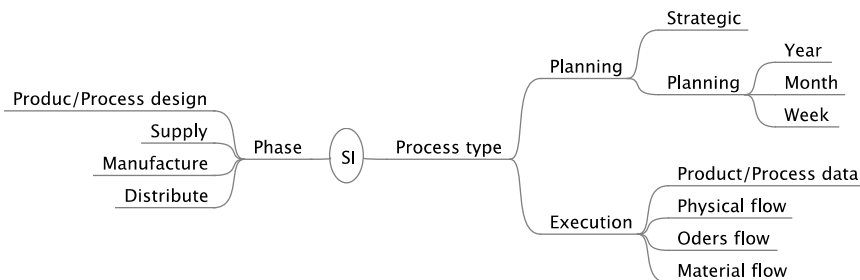 Produc/Process design
Supply
Manufacture
Distribute
Phase
SI
Process type
Planning
Strategic
Planning
Year
Month
Week
Execution
Product/Process data
Physical flow
Oders flow
Material flow